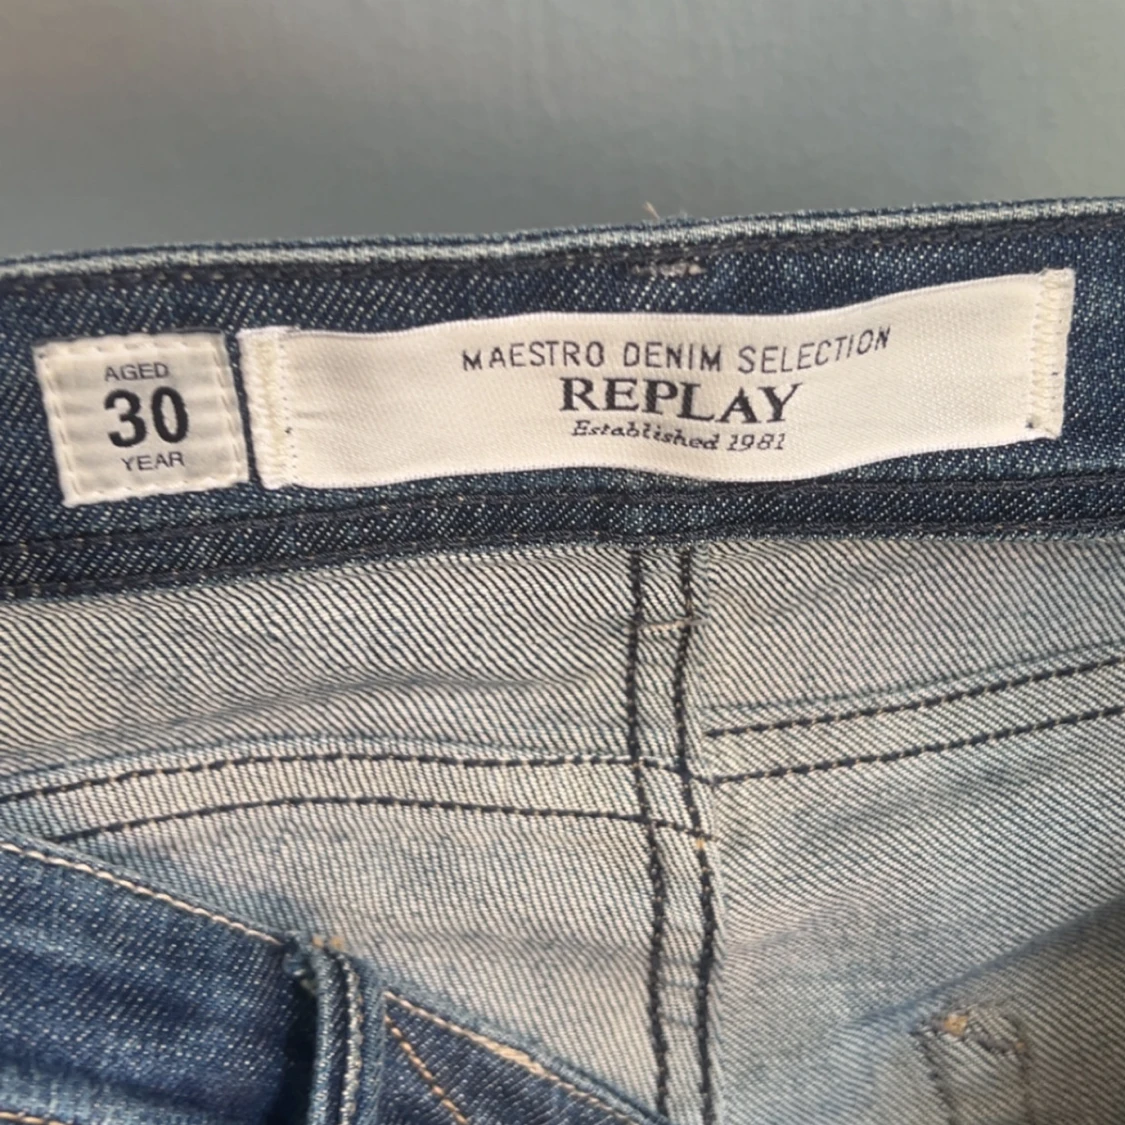 AGED
30
YEAR
MAESTRO DENIM SELECTION
REPLAY
Established 1981